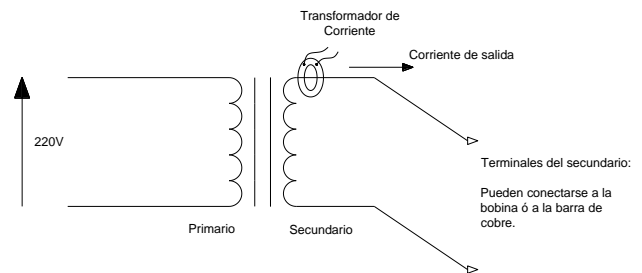 Transformador de
Corriente
Corriente de salida
220V
Terminales del secundario:
Pueden conectarse a la
bobina ó a la barra de
cobre.
Primario
Secundario